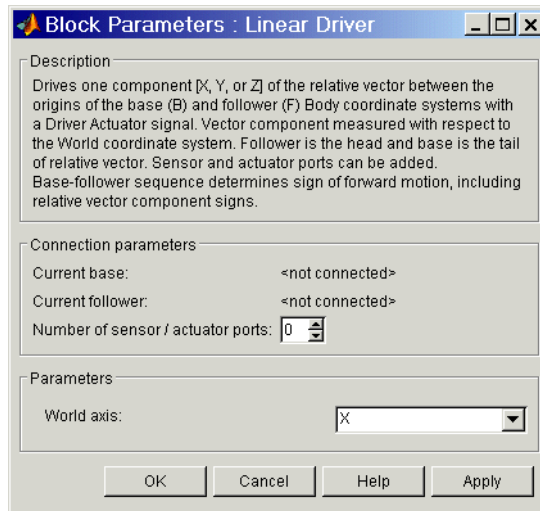 Block Parameters : Linear Driver
Description
Drives one component [X, Y, or Z] of the relative vector between the
origins of the base (B) and follower (F) Body coordinate systems with
a Driver Actuator signal. Vector component measured with respect to
the World coordinate system. Follower is the head and base is the tail
of relative vector. Sensor and actuator ports can be added.
Base-follower sequence determines sign of forward motion, including
relative vector component signs.
Connection parameters
Current base: <not connected>
Current follower: <not connected>
Number of sensor / actuator ports: 0
Parameters
World axis: X
OK Cancel Help Apply